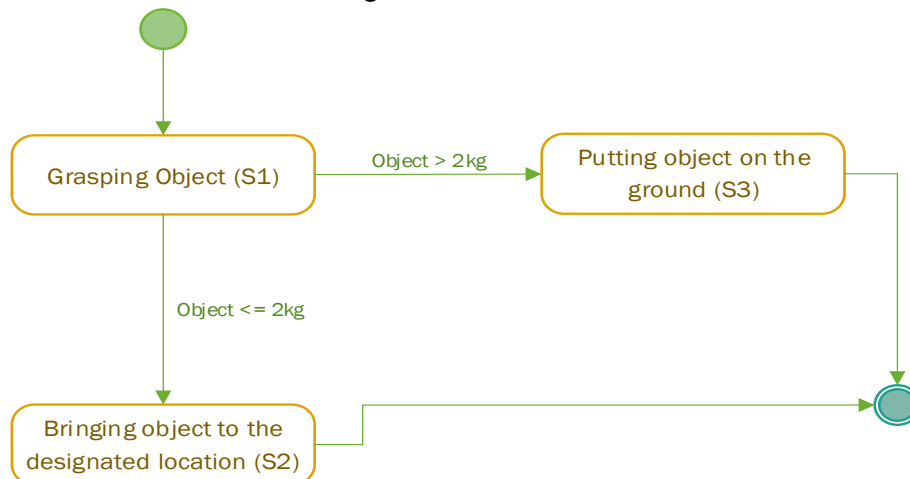 Grasping Object (S1)
Object > 2kg
Putting object on the
ground (S3)
Object <= 2kg
Bringing object to the
designated location (S2)